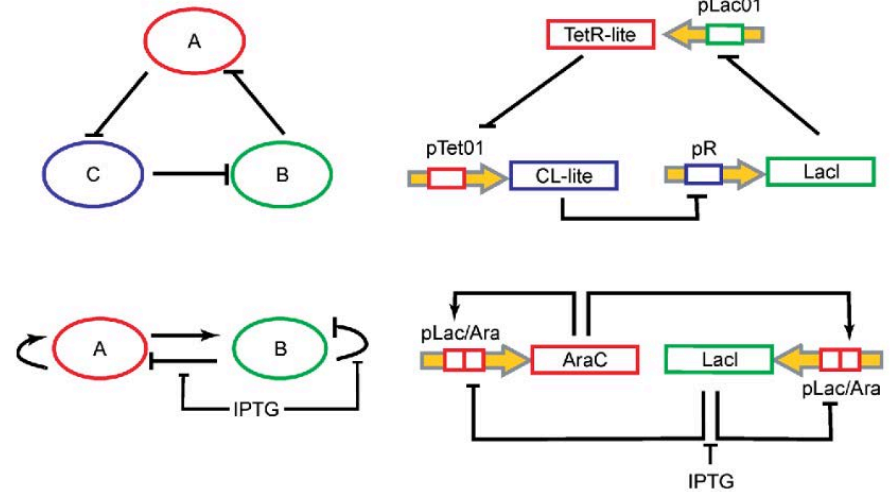 A
C
B
pLac01
TetR-lite
pTet01
CL-lite
pR
LacI
A
B
IPTG
pLac/Ara
AraC
LacI
pLac/Ara
IPTG